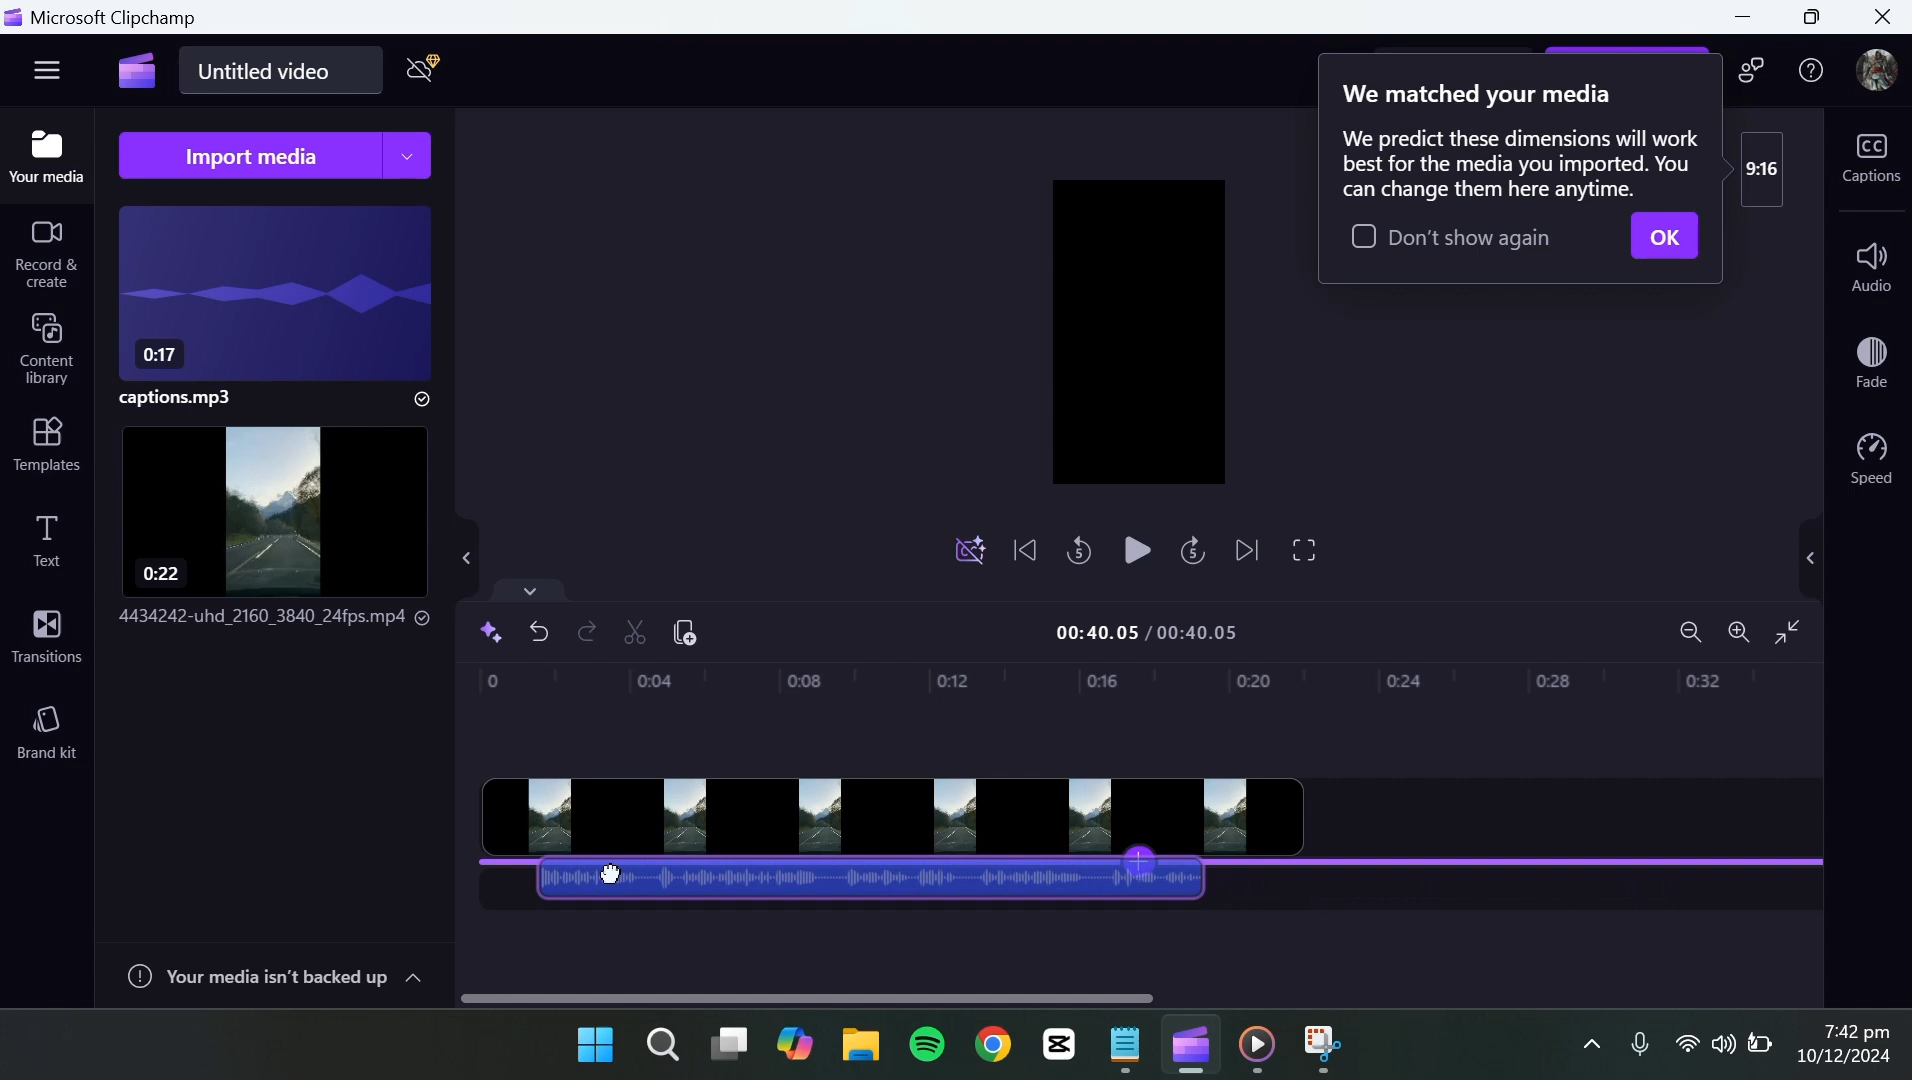 Microsoft Clipchamp
Untitled video
We matched your media
We predict these dimensions will work
best for the media you imported. You
can change them here anytime.
Don't show again
OK
9:16
Your media
Record &
create
Content
library
Templates
Text
Transitions
Brand kit
Import media
0:17
captions.mp3
0:22
4434242-uhd_2160_3840_24fps.mp4
Your media isn't backed up
CC
Captions
Audio
Fade
Speed
5
5
00:40.05 / 00:40.05
0
0:04
0:08
0:12
0:16
0:20
0:24
0:28
0:32
7:42 pm
10/12/2024